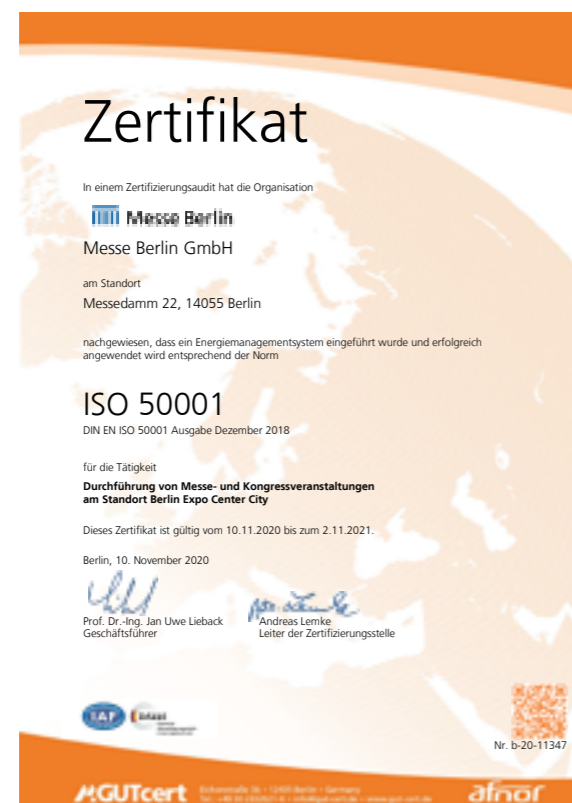 Zertifikat
In einem Zertifizierungsaudit hat die Organisation
Messe Berlin
Messe Berlin GmbH
am Standort
Messedamm 22, 14055 Berlin
nachgewiesen, dass ein Energiemanagementsystem eingeführt wurde und erfolgreich
angewendet wird entsprechend der Norm
ISO 50001
DIN EN ISO 50001 Ausgabe Dezember 2018
für die Tätigkeit
Durchführung von Messe- und Kongressveranstaltungen
am Standort Berlin Expo Center City
Dieses Zertifikat ist gültig vom 10.11.2020 bis zum 2.11.2021.
Berlin, 10. November 2020
Prof. Dr.-Ing. Jan Uwe Lieback
Geschäftsführer
Andreas Lemke
Leiter der Zertifizierungsstelle
IAF
Nr. b-20-11347
GUTcert
afnor